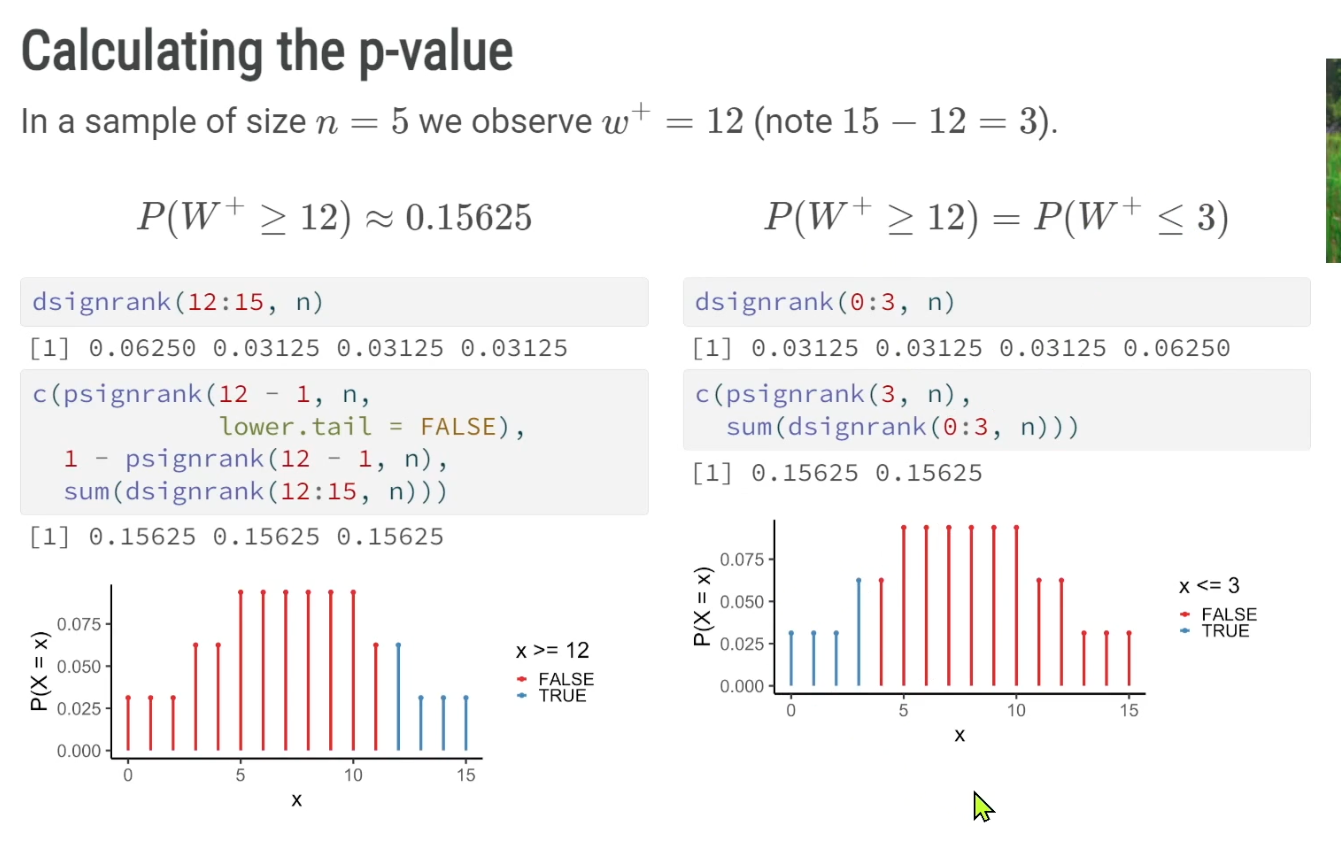 Calculating the p-value
In a sample of size n = 5 we observe w⁺ = 12 (note 15 − 12 = 3).
P(W⁺ ≥ 12) ≈ 0.15625
dsignrank(12:15, n)
[1] 0.06250 0.03125 0.03125 0.03125
c(psignrank(12 - 1, n,
lower.tail = FALSE),
1 - psignrank(12 - 1, n),
sum(dsignrank(12:15, n)))
[1] 0.15625 0.15625 0.15625
P(X = x)
0.075
0.050
0.025
0.000
0 5 10 15
x
x >= 12
FALSE
TRUE
P(W⁺ ≥ 12) = P(W⁺ ≤ 3)
dsignrank(0:3, n)
[1] 0.03125 0.03125 0.03125 0.06250
c(psignrank(3, n),
sum(dsignrank(0:3, n)))
[1] 0.15625 0.15625
P(X = x)
0.075
0.050
0.025
0.000
0 5 10 15
x
x <= 3
FALSE
TRUE